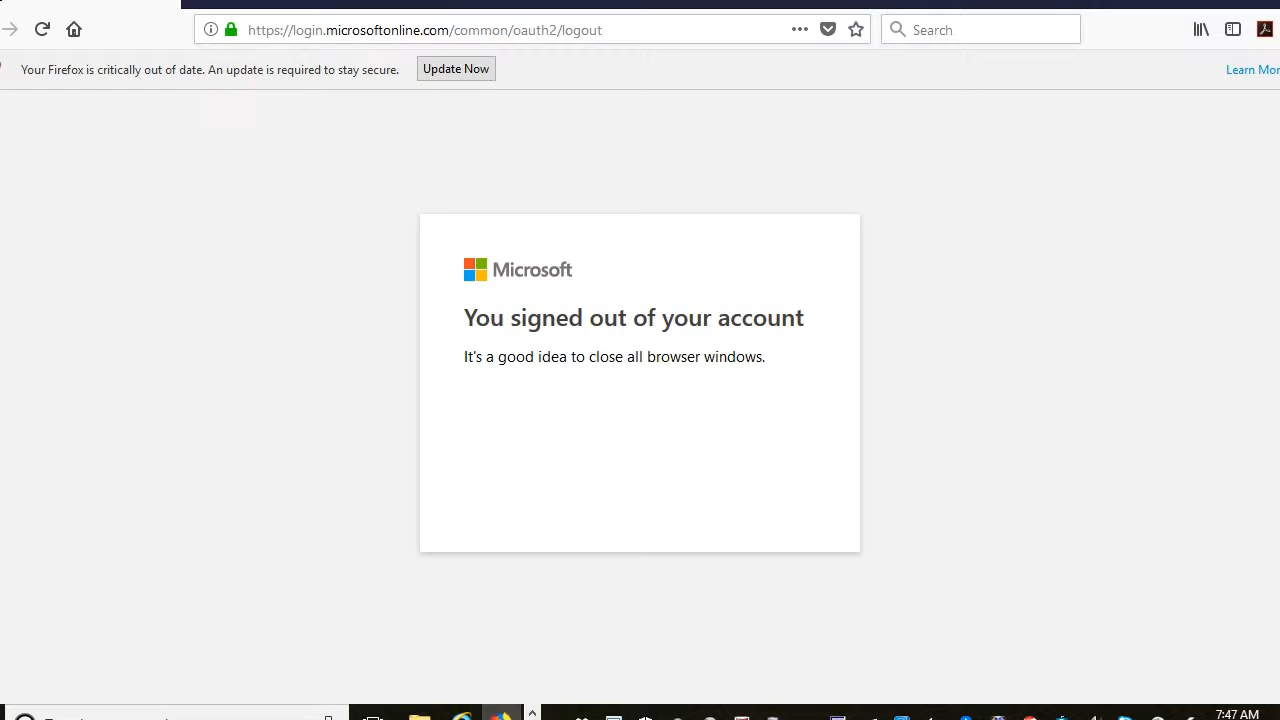 https://login.microsoftonline.com/common/oauth2/logout
Search
Your Firefox is critically out of date. An update is required to stay secure.
Update Now
Learn Mor
Microsoft
You signed out of your account
It's a good idea to close all browser windows.
7:47 AM